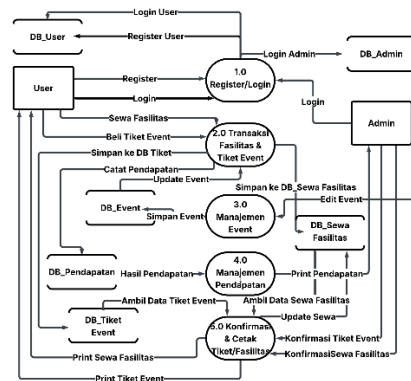 Login User
DB_User
Register User
Login Admin
DB_Admin
User
Register
1.0
Register/Login
Login
Login
Admin
Sewa Fasilitas
Beli Tiket Event
2.0 Transaksi
Fasilitas &
Tiket Event
Simpan ke DB Tiket
Catat Pendapatan
Update Event
Simpan ke DB_Sewa Fasilitas
DB_Event
Simpan Event
3.0
Manajemen
Event
Edit Event
DB_Sewa
Fasilitas
DB_Pendapatan
Hasil Pendapatan
4.0
Manajemen
Pendapatan
Print Pendapatan
Ambil Data Tiket Event
Ambil Data Sewa Fasilitas
DB_Tiket
Event
Update Sewa
5.0 Konfirmasi
& Cetak
Tiket/Fasilitas
Konfirmasi Tiket Event
Print Sewa Fasilitas
KonfirmasiSewa Fasilitas
Print Tiket Event